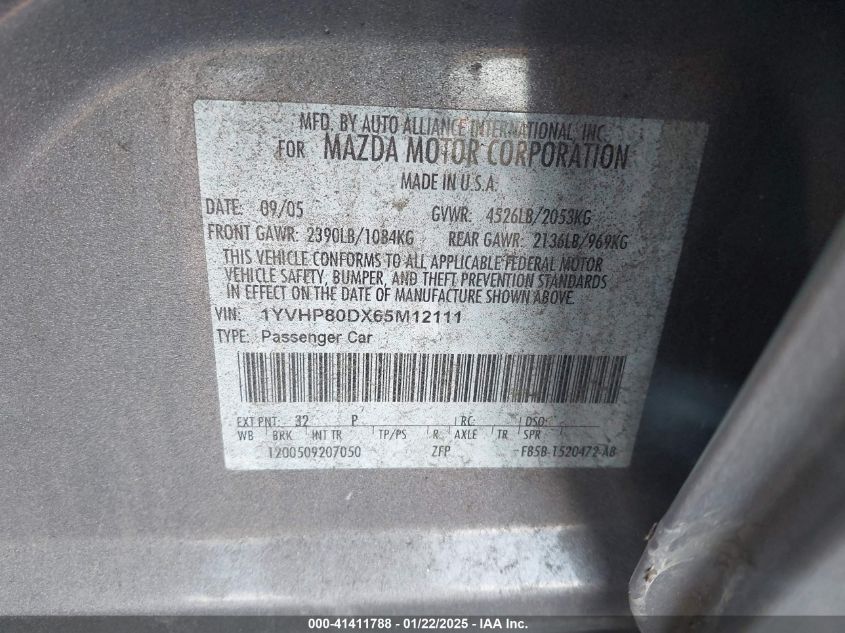 MFD. BY AUTO ALLIANCE INTERNATIONAL, INC.
FOR MAZDA MOTOR CORPORATION
MADE IN U.S.A.
DATE: 09/05 GVWR: 4526LB/2053KG
FRONT GAWR: 2390LB/1084KG REAR GAWR: 2136LB/969KG
THIS VEHICLE CONFORMS TO ALL APPLICABLE FEDERAL MOTOR
VEHICLE SAFETY, BUMPER, AND THEFT PREVENTION STANDARDS
IN EFFECT ON THE DATE OF MANUFACTURE SHOWN ABOVE.
VIN: 1YVHP80DX65M12111
TYPE: Passenger Car
EXT PNT: 32 P RC: DSO:
WB BRK INT TR TP/PS R AXLE TR SPR
1200509207050 ZFP F85B-1520472-AB
000-41411788 - 01/22/2025 - IAA Inc.